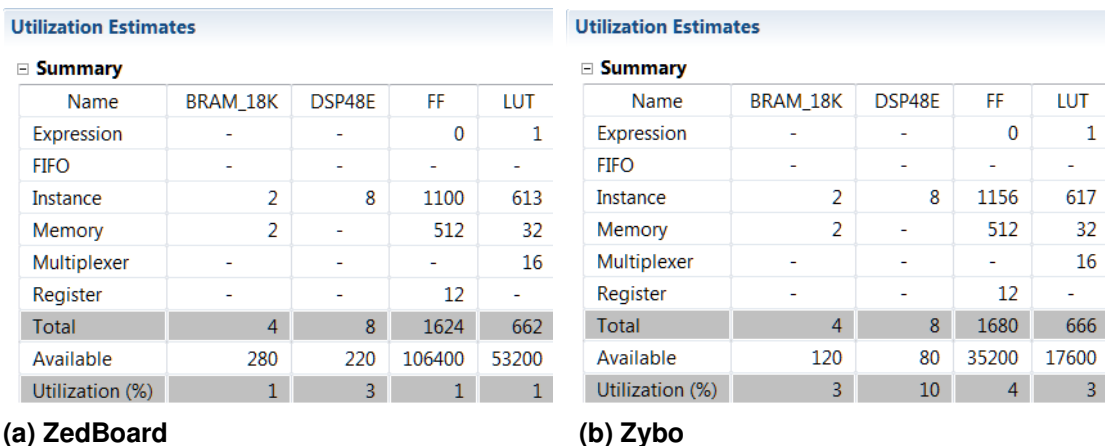 Utilization Estimates
Summary
Name BRAM_18K DSP48E FF LUT
Expression - - 0 1
FIFO - - - -
Instance 2 8 1100 613
Memory 2 - 512 32
Multiplexer - - - 16
Register - - 12 -
Total 4 8 1624 662
Available 280 220 106400 53200
Utilization (%) 1 3 1 1
(a) ZedBoard
Utilization Estimates
Summary
Name BRAM_18K DSP48E FF LUT
Expression - - 0 1
FIFO - - - -
Instance 2 8 1156 617
Memory 2 - 512 32
Multiplexer - - - 16
Register - - 12 -
Total 4 8 1680 666
Available 120 80 35200 17600
Utilization (%) 3 10 4 3
(b) Zybo